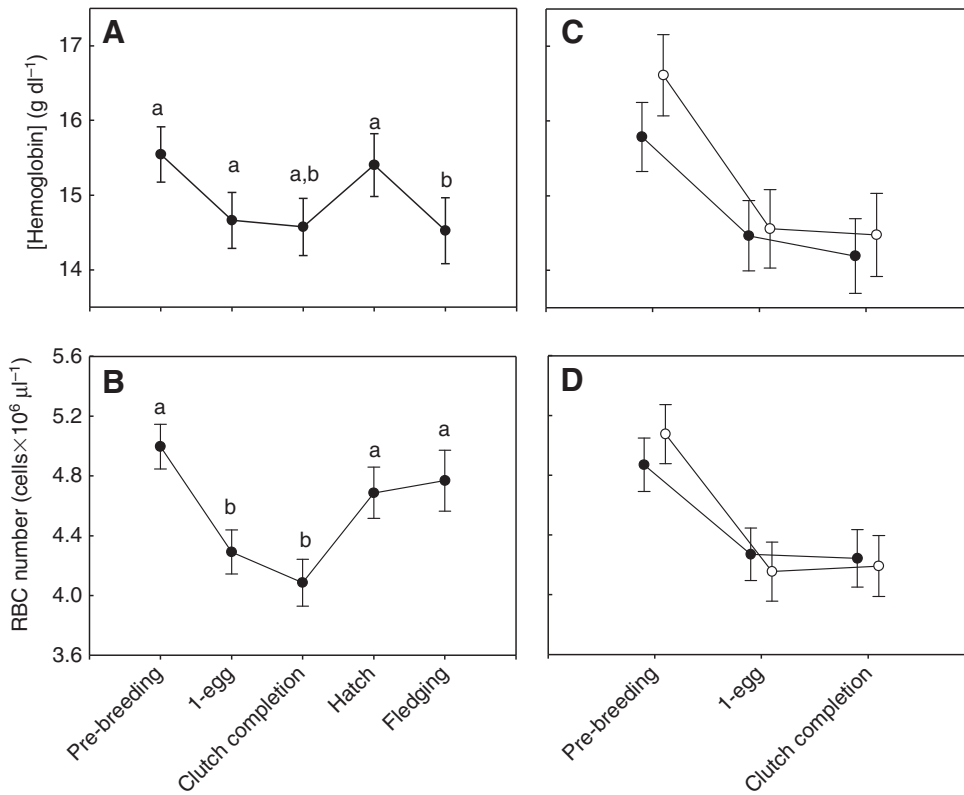 A
C
[Hemoglobin] (g dl⁻¹)
17
16
15
14
a
a
a,b
a
b
B
D
RBC number (cells×10⁶ μl⁻¹)
5.6
5.2
4.8
4.4
4.0
3.6
a
b
b
a
a
Pre-breeding
1-egg
Clutch completion
Hatch
Fledging
Pre-breeding
1-egg
Clutch completion